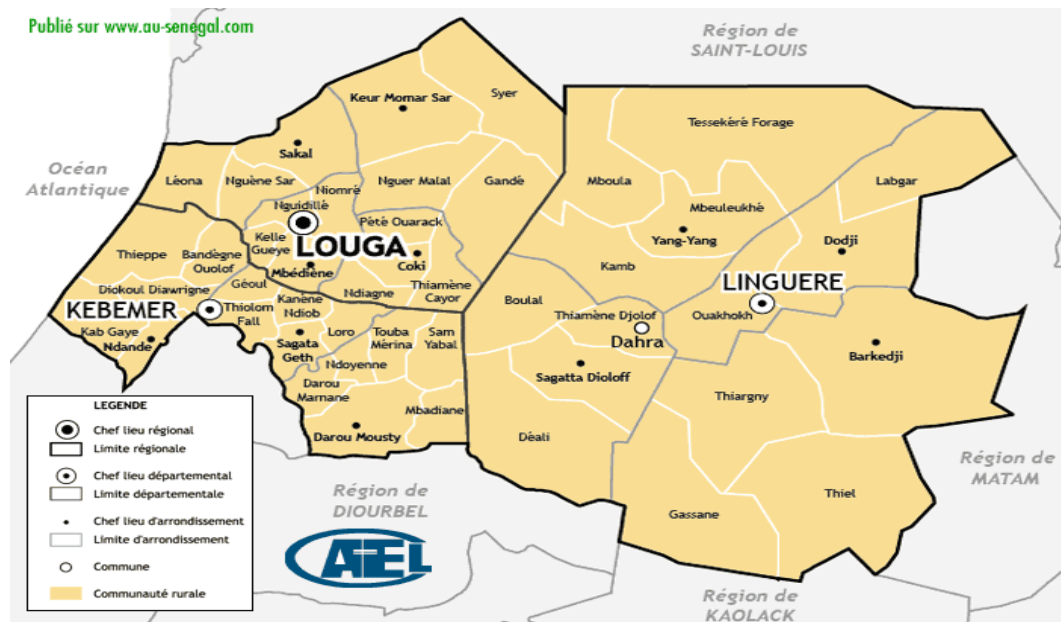 Publié sur www.au-senegal.com
Région de
SAINT-LOUIS
Océan
Atlantique
Keur Momar Sar
Syer
Tessekéré Forage
Sakal
Lèona
Nguène Sar
Niomré
Nguer Malal
Gandé
Mboula
Labgar
Nguidillé
Pété Ouarack
Mbeuleukhè
Yang-Yang
Dodji
Thieppe
Bandègne
Ouolof
Kelle
Gueye
LOUGA
Mbédiène
Coki
Kamb
LINGUERE
Diokoul Diawrigne
Géoul
Ndiagne
Thiamène
Cayor
Boulal
KEBEMER
Thiolom
Fall
Kanène
Ndiob
Thiamène Djolof
Dahra
Ouakhokh
Kab Gaye
Ndande
Sagata
Geth
Loro
Touba
Mérina
Sam
Yabal
Barkedji
Ndoyenne
Sagatta Dioloff
Darou
Marnane
Mbadiane
Thiargny
Darou Mousty
Déali
LEGENDE
Chef lieu régional
Limite régionale
Chef lieu départemental
Limite départementale
Chef lieu d'arrondissement
Limite d'arrondissement
Commune
Communauté rurale
Région de
DIOURBEL
Région de
MATAM
Thiel
Gassane
AEL
Région de
KAOLACK